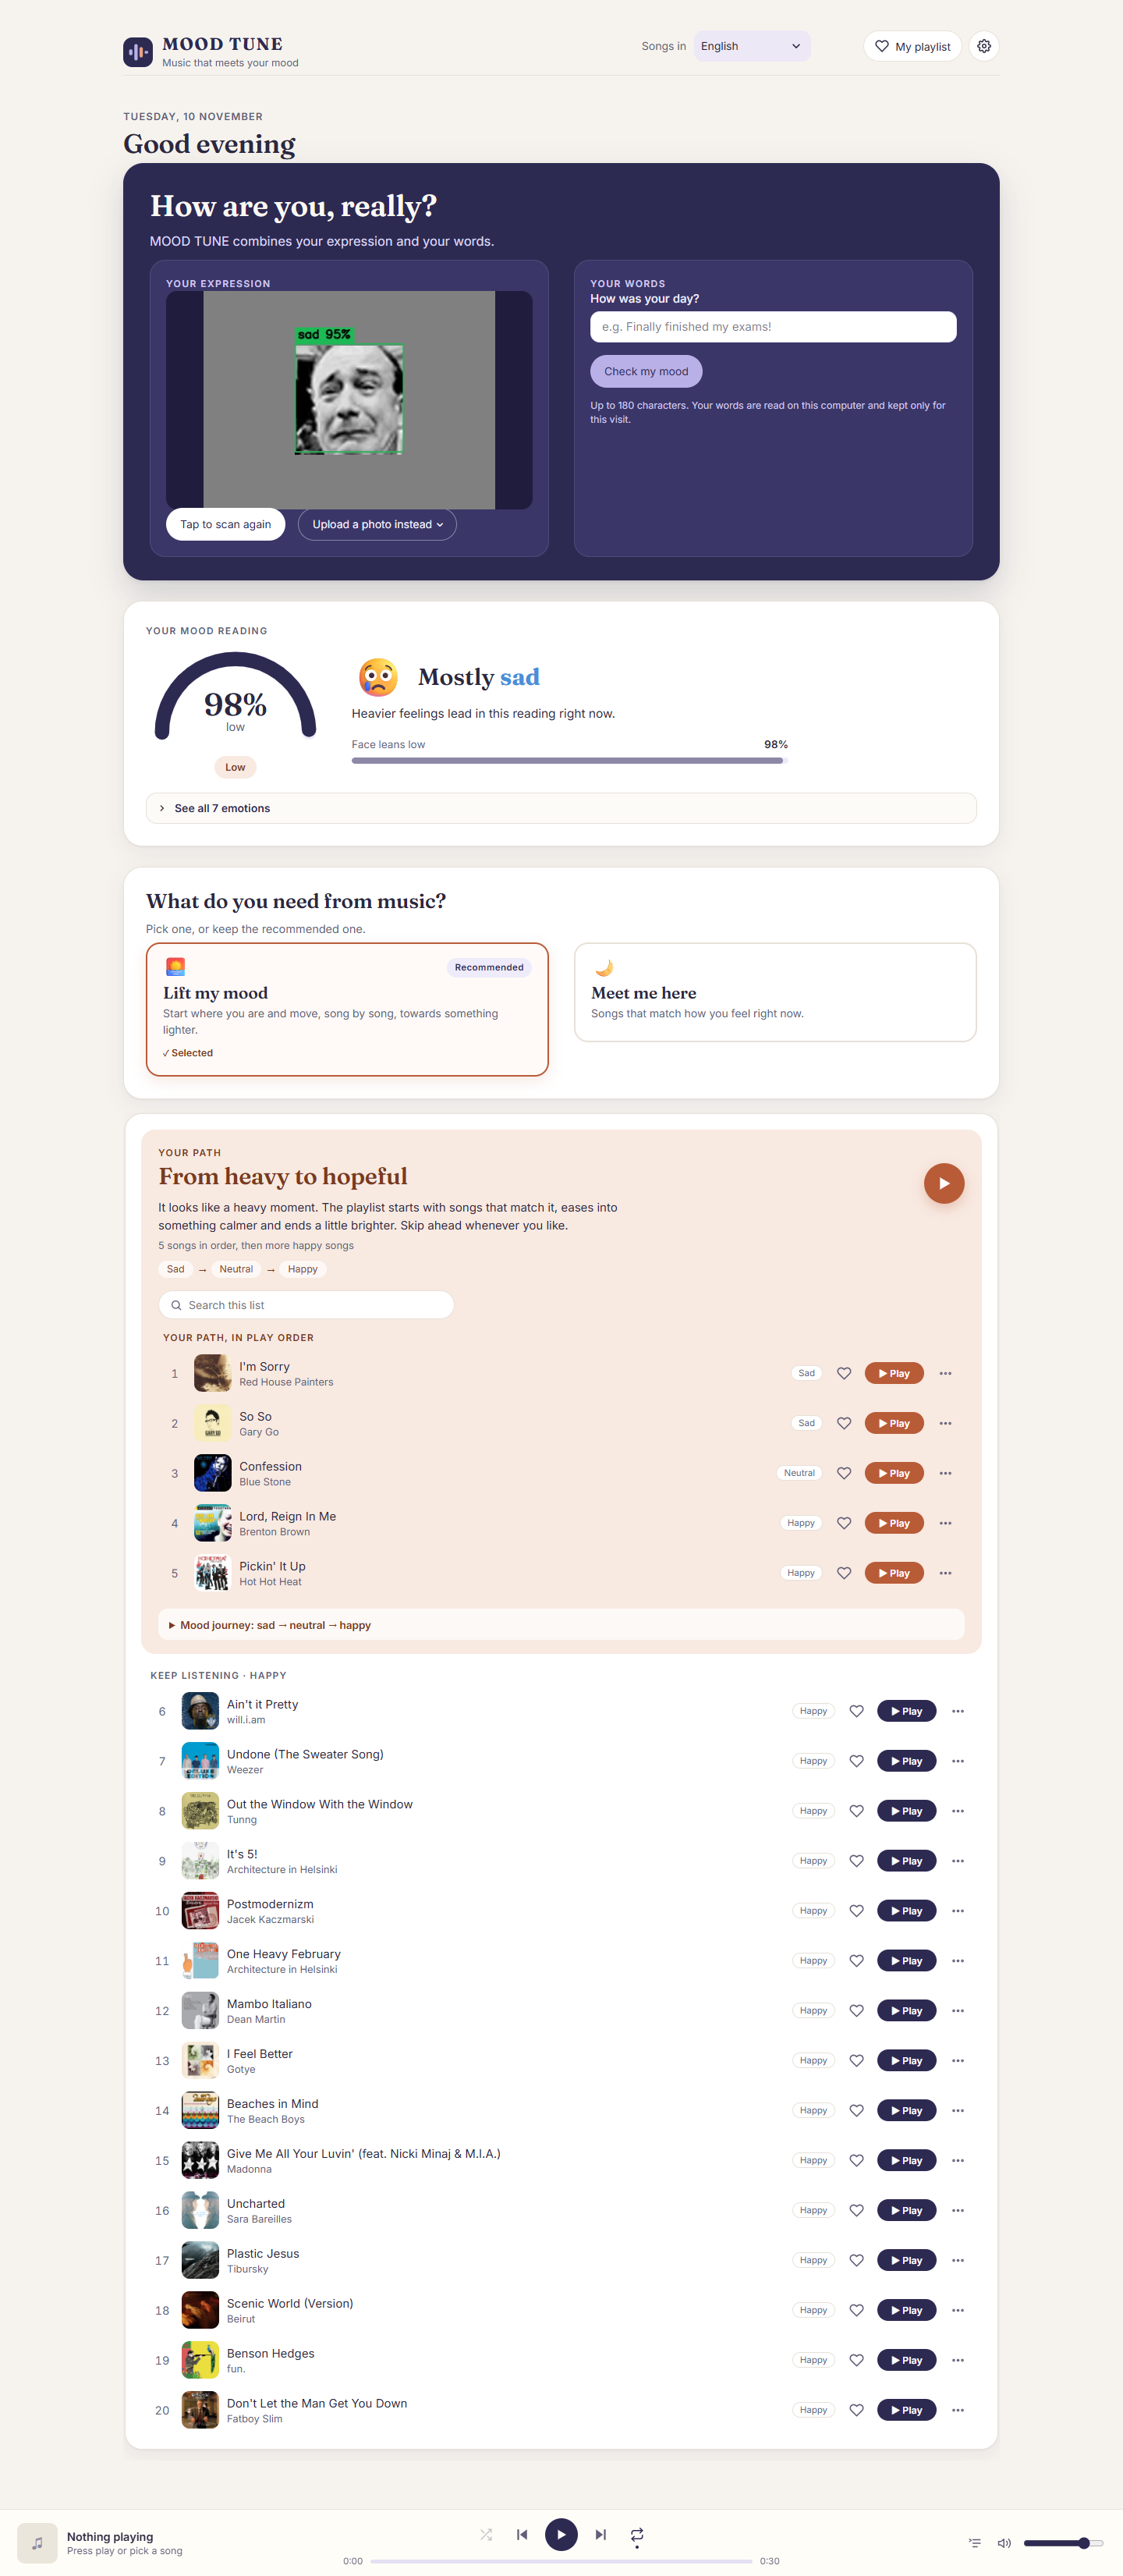 MOOD TUNE
Music that meets your mood
Songs in
English
My playlist
TUESDAY, 10 NOVEMBER
Good evening
How are you, really?
MOOD TUNE combines your expression and your words.
YOUR EXPRESSION
sad 95%
Tap to scan again
Upload a photo instead
YOUR WORDS
How was your day?
e.g. Finally finished my exams!
Check my mood
Up to 180 characters. Your words are read on this computer and kept only for
this visit.
YOUR MOOD READING
98%
low
Low
Mostly sad
Heavier feelings lead in this reading right now.
Face leans low
98%
See all 7 emotions
What do you need from music?
Pick one, or keep the recommended one.
Recommended
Lift my mood
Start where you are and move, song by song, towards something
lighter.
✓ Selected
Meet me here
Songs that match how you feel right now.
YOUR PATH
From heavy to hopeful
It looks like a heavy moment. The playlist starts with songs that match it, eases into
something calmer and ends a little brighter. Skip ahead whenever you like.
5 songs in order, then more happy songs
Sad → Neutral → Happy
Search this list
YOUR PATH, IN PLAY ORDER
1
I'm Sorry
Red House Painters
Sad
Play
2
So So
Gary Go
Sad
Play
3
Confession
Blue Stone
Neutral
Play
4
Lord, Reign In Me
Brenton Brown
Happy
Play
5
Pickin' It Up
Hot Hot Heat
Happy
Play
Mood journey: sad → neutral → happy
KEEP LISTENING · HAPPY
6
Ain't it Pretty
will.i.am
Happy
Play
7
Undone (The Sweater Song)
Weezer
Happy
Play
8
Out the Window With the Window
Tunng
Happy
Play
9
It's 5!
Architecture in Helsinki
Happy
Play
10
Postmodernizm
Jacek Kaczmarski
Happy
Play
11
One Heavy February
Architecture in Helsinki
Happy
Play
12
Mambo Italiano
Dean Martin
Happy
Play
13
I Feel Better
Gotye
Happy
Play
14
Beaches in Mind
The Beach Boys
Happy
Play
15
Give Me All Your Luvin' (feat. Nicki Minaj & M.I.A.)
Madonna
Happy
Play
16
Uncharted
Sara Bareilles
Happy
Play
17
Plastic Jesus
Tibursky
Happy
Play
18
Scenic World (Version)
Beirut
Happy
Play
19
Benson Hedges
fun.
Happy
Play
20
Don't Let the Man Get You Down
Fatboy Slim
Happy
Play
Nothing playing
Press play or pick a song
0:00
0:30